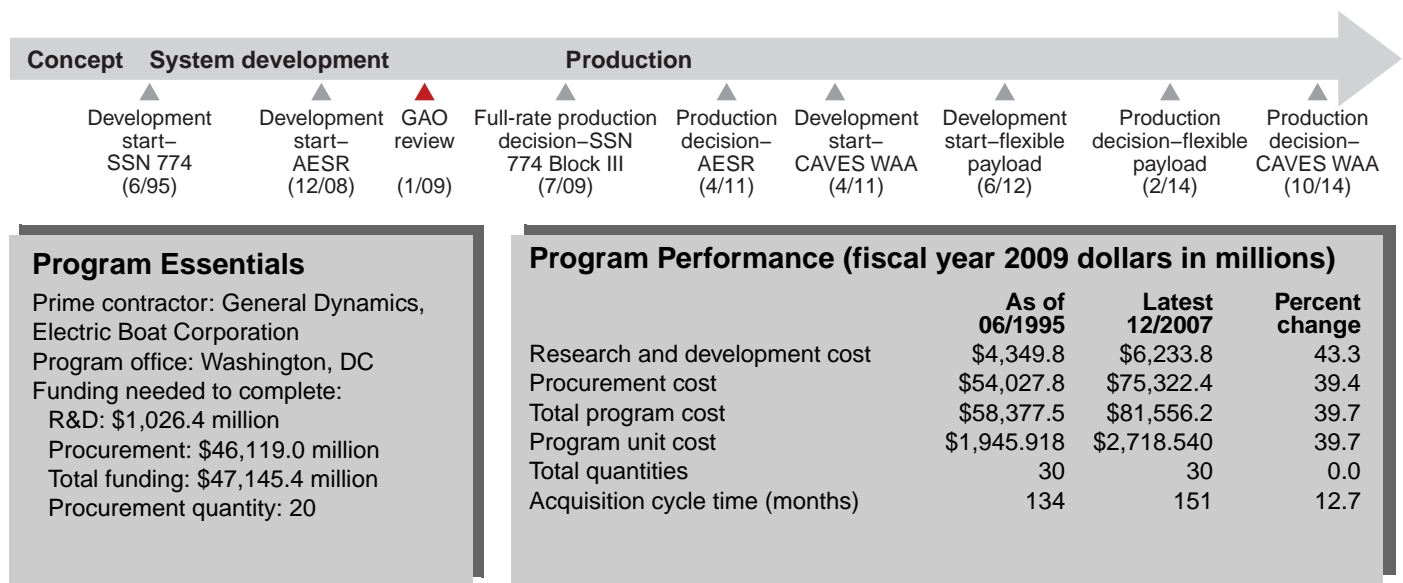 Concept System development Production
Development start– SSN 774 (6/95)
Development start– AESR (12/08)
GAO review (1/09)
Full-rate production decision–SSN 774 Block III (7/09)
Production decision– AESR (4/11)
Development start– CAVES WAA (4/11)
Development start–flexible payload (6/12)
Production decision–flexible payload (2/14)
Production decision– CAVES WAA (10/14)
Program Essentials
Prime contractor: General Dynamics,
Electric Boat Corporation
Program office: Washington, DC
Funding needed to complete:
R&D: $1,026.4 million
Procurement: $46,119.0 million
Total funding: $47,145.4 million
Procurement quantity: 20
Program Performance (fiscal year 2009 dollars in millions)
As of 06/1995 Latest 12/2007 Percent change
Research and development cost $4,349.8 $6,233.8 43.3
Procurement cost $54,027.8 $75,322.4 39.4
Total program cost $58,377.5 $81,556.2 39.7
Program unit cost $1,945.918 $2,718.540 39.7
Total quantities 30 30 0.0
Acquisition cycle time (months) 134 151 12.7